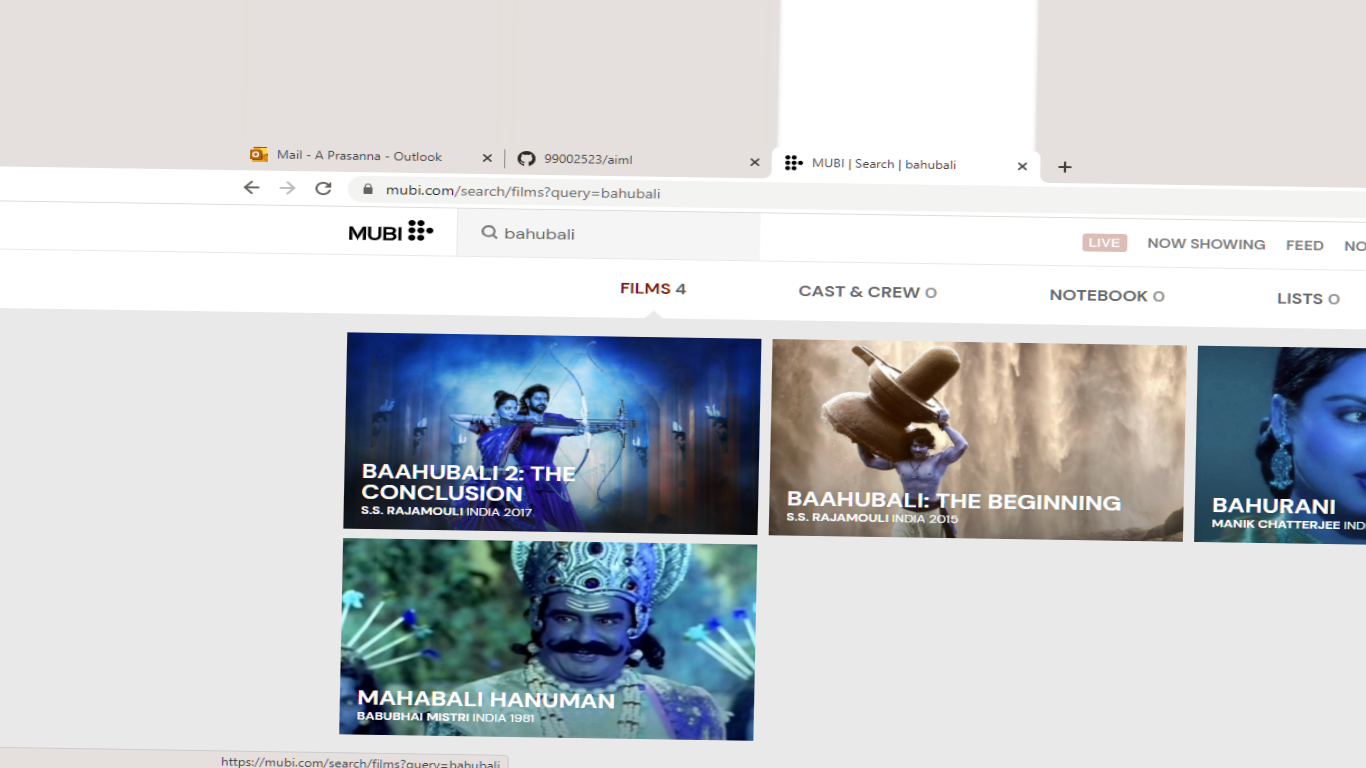 Mail - A Prasanna - Outlook
99002523/aiml
MUBI | Search | bahubali
mubi.com/search/films?query=bahubali
MUBI
bahubali
LIVE
NOW SHOWING
FEED
NO
FILMS 4
CAST & CREW 0
NOTEBOOK 0
LISTS 0
BAAHUBALI 2: THE
CONCLUSION
S.S. RAJAMOULI INDIA 2017
BAAHUBALI: THE BEGINNING
S.S. RAJAMOULI INDIA 2015
BAHURANI
MANIK CHATTERJEE IND
MAHABALI HANUMAN
BABUBHAI MISTRI INDIA 1981
https://mubi.com/search/films?query=bahubali